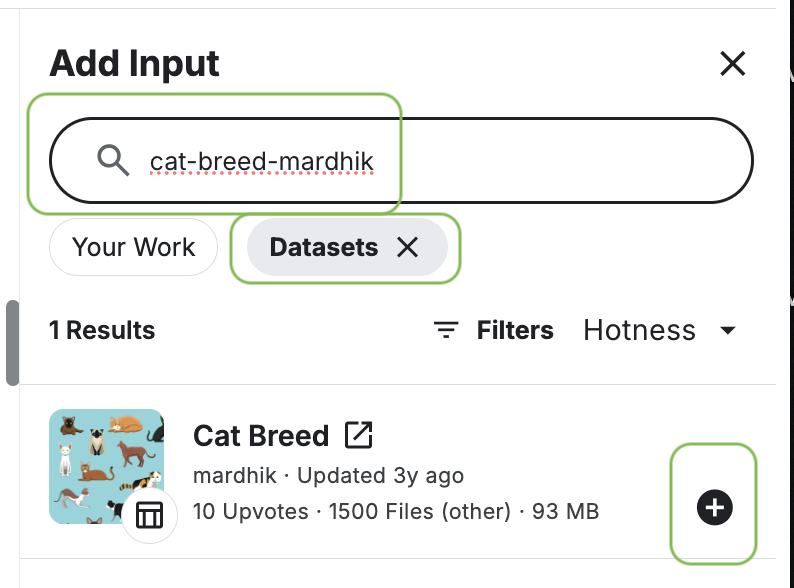 Add Input
cat-breed-mardhik
Your Work Datasets
1 Results Filters Hotness
Cat Breed
mardhik · Updated 3y ago
10 Upvotes · 1500 Files (other) · 93 MB